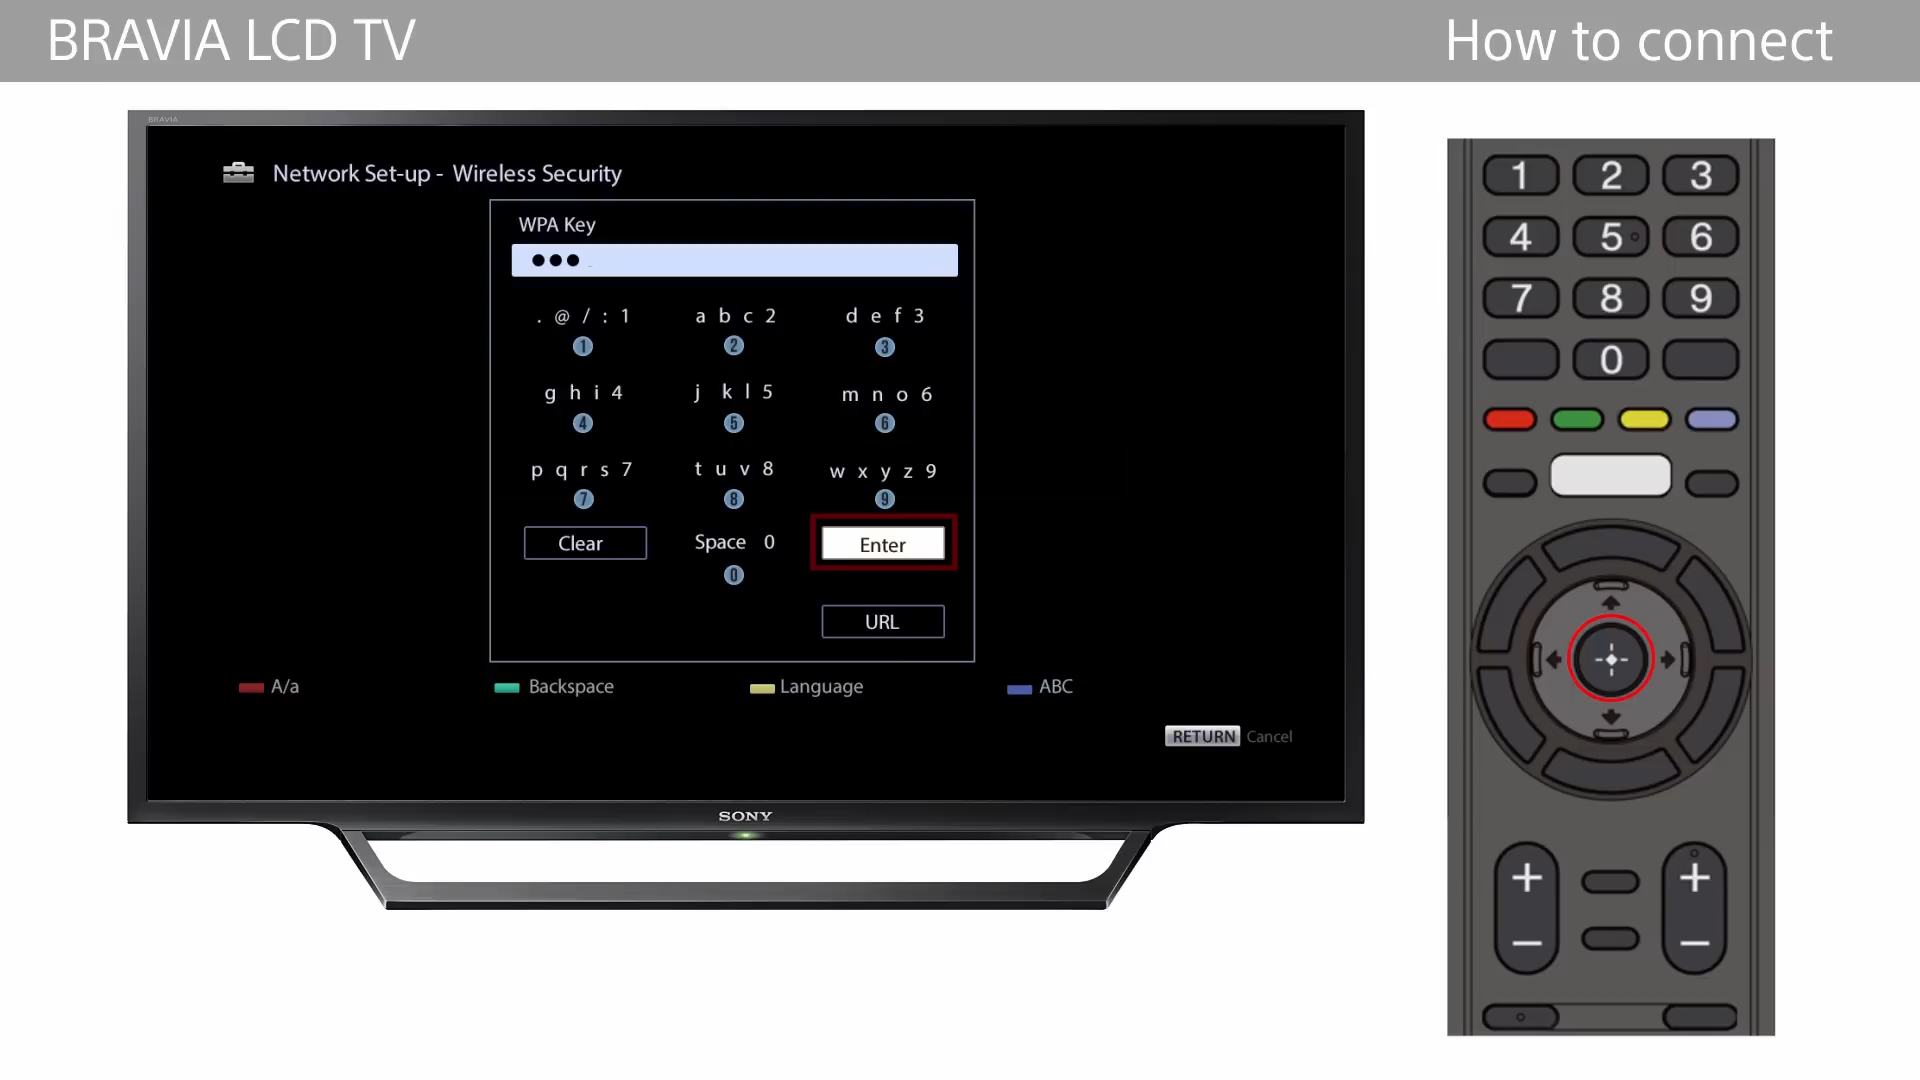 BRAVIA LCD TV
How to connect
BRAVIA
Network Set-up - Wireless Security
WPA Key
. @ / : 1
a b c 2
d e f 3
1
2
3
g h i 4
j k l 5
m n o 6
4
5
6
p q r s 7
t u v 8
w x y z 9
7
8
9
Clear
Space 0
Enter
0
URL
A/a
Backspace
Language
ABC
RETURN Cancel
SONY
1 2 3
4 5 6
7 8 9
0
+ +
− −